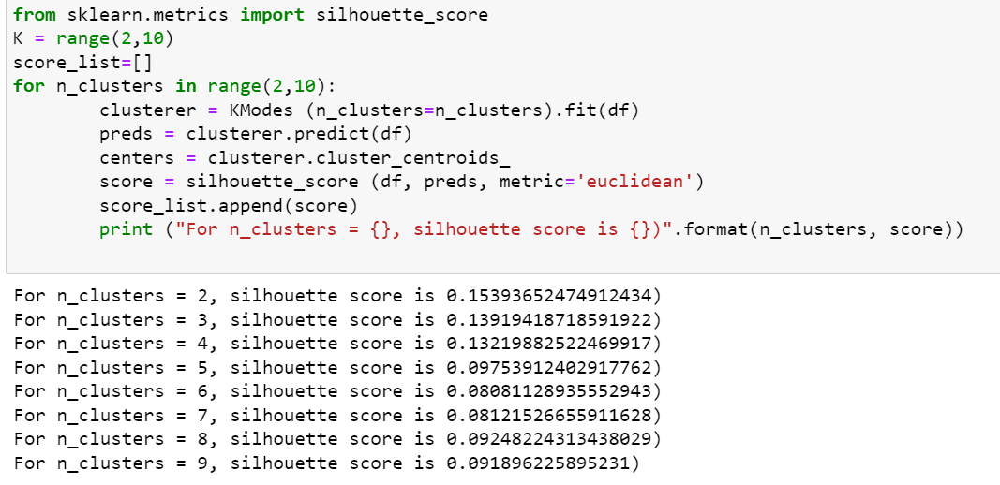 from sklearn.metrics import silhouette_score
K = range(2,10)
score_list=[]
for n_clusters in range(2,10):
        clusterer = KModes (n_clusters=n_clusters).fit(df)
        preds = clusterer.predict(df)
        centers = clusterer.cluster_centroids_
        score = silhouette_score (df, preds, metric='euclidean')
        score_list.append(score)
        print ("For n_clusters = {}, silhouette score is {})".format(n_clusters, score))
For n_clusters = 2, silhouette score is 0.15393652474912434)
For n_clusters = 3, silhouette score is 0.13919418718591922)
For n_clusters = 4, silhouette score is 0.13219882522469917)
For n_clusters = 5, silhouette score is 0.09753912402917762)
For n_clusters = 6, silhouette score is 0.08081128935552943)
For n_clusters = 7, silhouette score is 0.08121526655911628)
For n_clusters = 8, silhouette score is 0.09248224313438029)
For n_clusters = 9, silhouette score is 0.091896225895231)